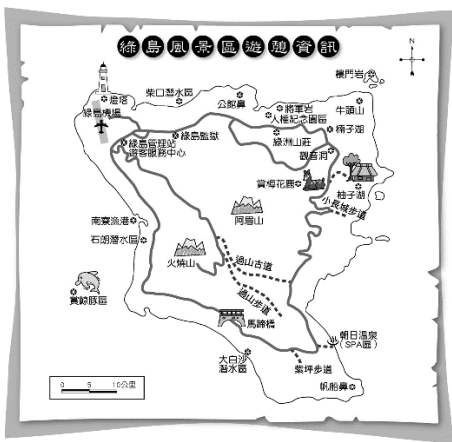 綠島風景區遊憩資訊
N
樓門岩
燈塔
柴口潛水區
公館鼻
將軍岩
牛頭山
綠島機場
人權紀念園區
楠子湖
綠島監獄
綠洲山莊
綠島管理站
遊客服務中心
觀音洞
賞梅花鹿
柚子湖
小長城步道
南寮漁港
阿眉山
石朗潛水區
火燒山
過山古道
賞鯨豚區
過山步道
馬蹄橋
朝日溫泉
(SPA區)
大白沙
潛水區
紫坪步道
帆船鼻
0 5 10公里